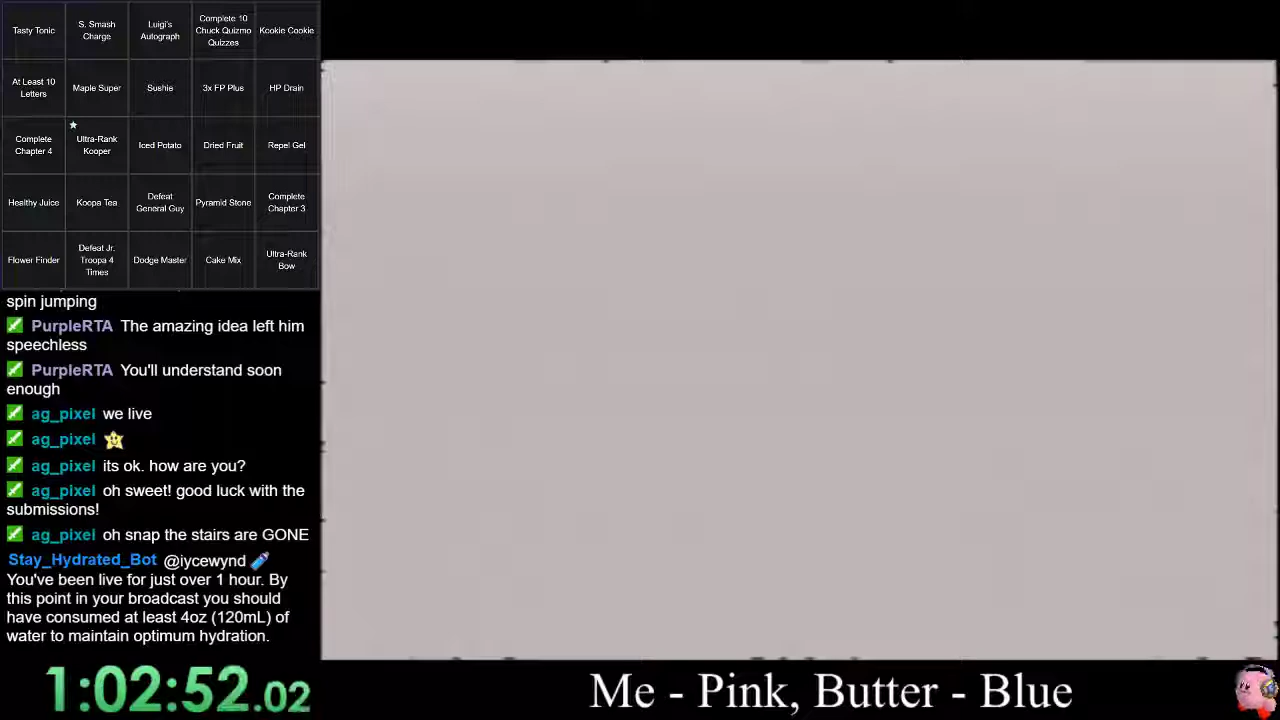 Tasty Tonic
S. Smash
Charge
Luigi's
Autograph
Complete 10
Chuck Quizmo
Quizzes
Kookie Cookie
At Least 10
Letters
Maple Super
Sushie
3x FP Plus
HP Drain
Complete
Chapter 4
Ultra-Rank
Kooper
Iced Potato
Dried Fruit
Repel Gel
Healthy Juice
Koopa Tea
Defeat
General Guy
Pyramid Stone
Complete
Chapter 3
Flower Finder
Defeat Jr.
Troopa 4
Times
Dodge Master
Cake Mix
Ultra-Rank
Bow
spin jumping
PurpleRTA The amazing idea left him
speechless
PurpleRTA You'll understand soon
enough
ag_pixel we live
ag_pixel
ag_pixel its ok. how are you?
ag_pixel oh sweet! good luck with the
submissions!
ag_pixel oh snap the stairs are GONE
Stay_Hydrated_Bot @iycewynd
You've been live for just over 1 hour. By
this point in your broadcast you should
have consumed at least 4oz (120mL) of
water to maintain optimum hydration.
1:02:52.02
Me - Pink, Butter - Blue